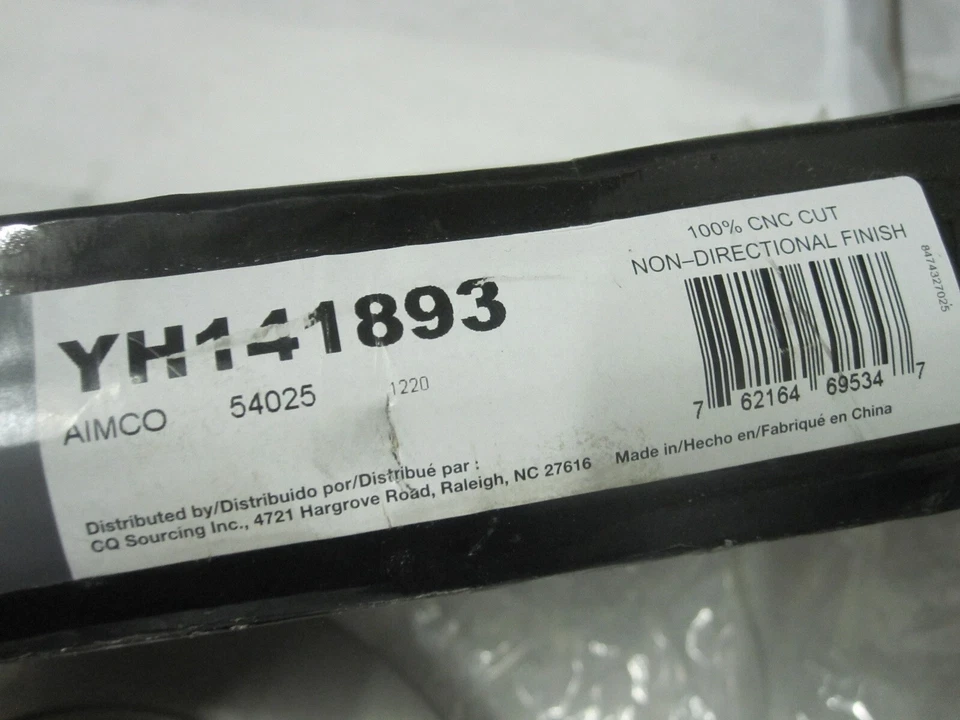 100% CNC CUT
NON-DIRECTIONAL FINISH
8474327025
YH141893
AIMCO 54025 1220
7 62164 69534 7
Distributed by/Distribuido por/Distribué par :
CQ Sourcing Inc., 4721 Hargrove Road, Raleigh, NC 27616
Made in/Hecho en/Fabriqué en China